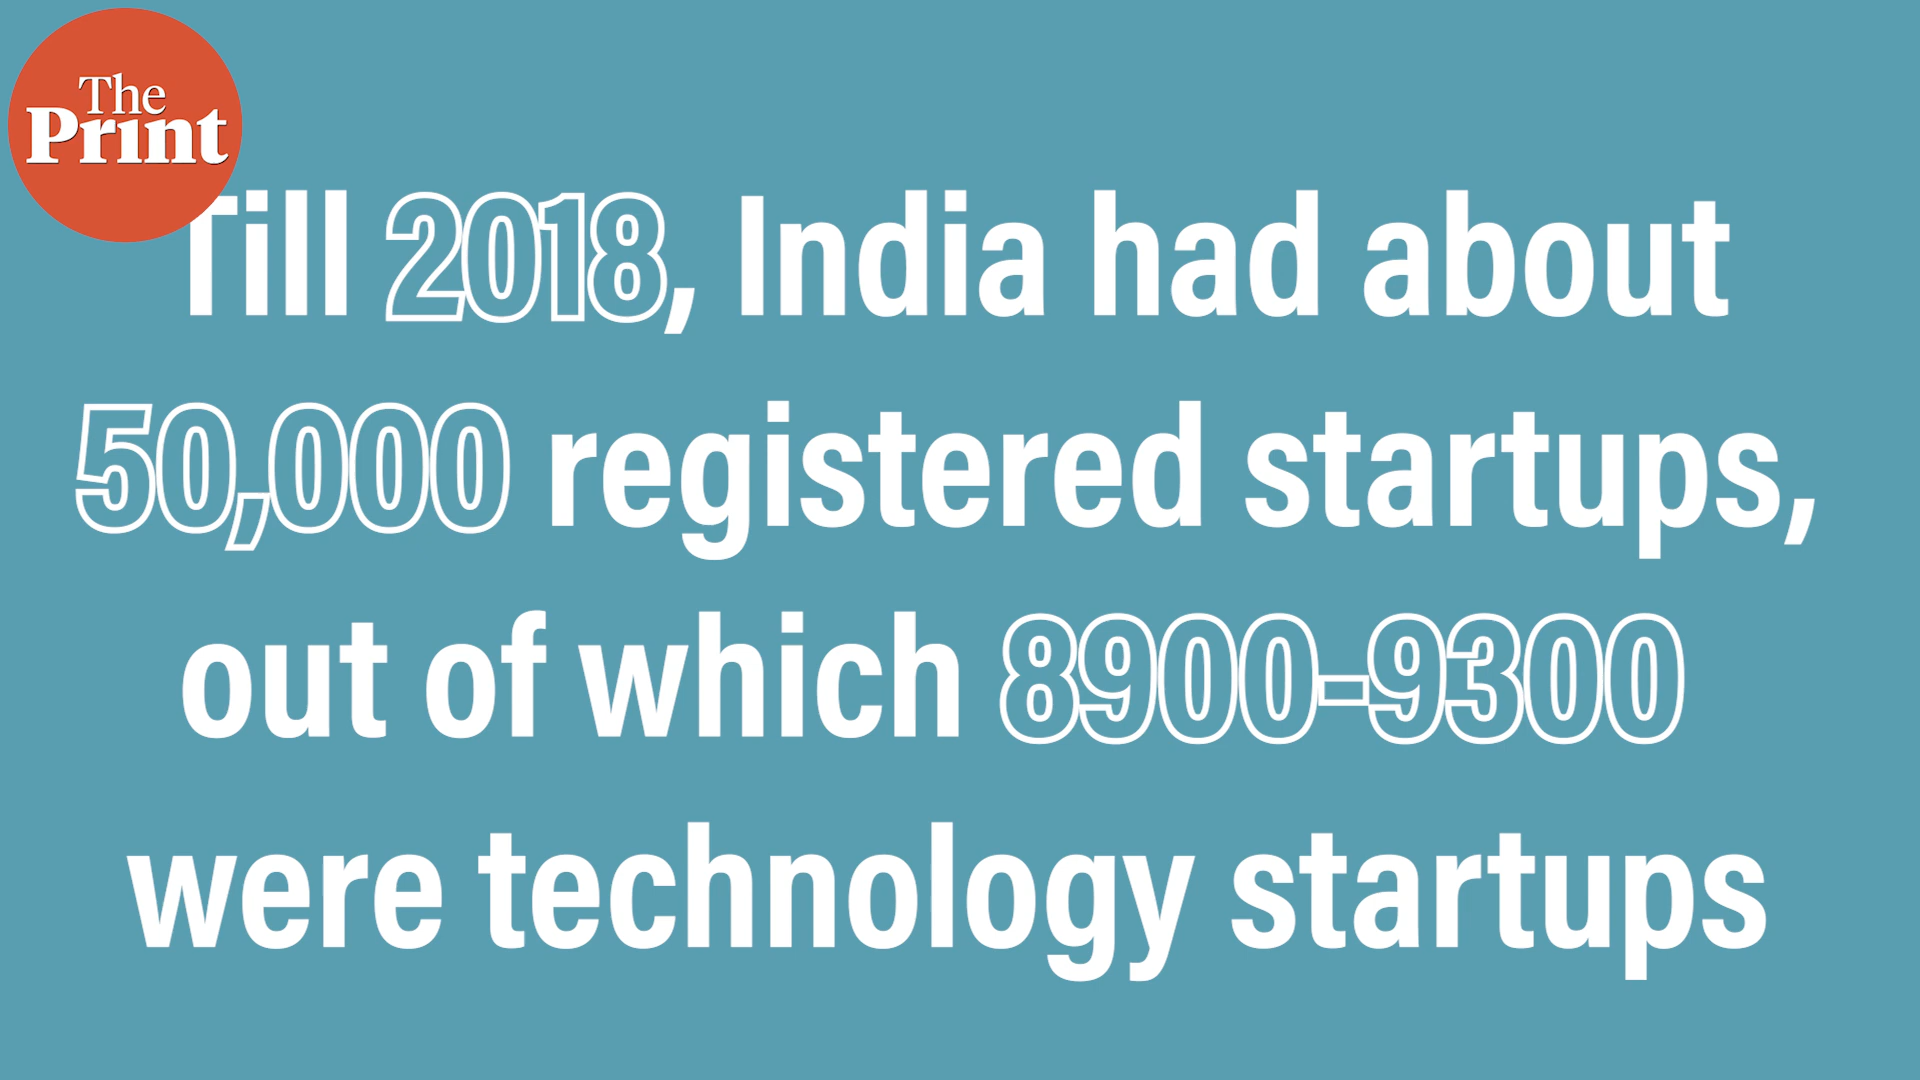 The
Print
Till 2018, India had about
50,000 registered startups,
out of which 8900-9300
were technology startups